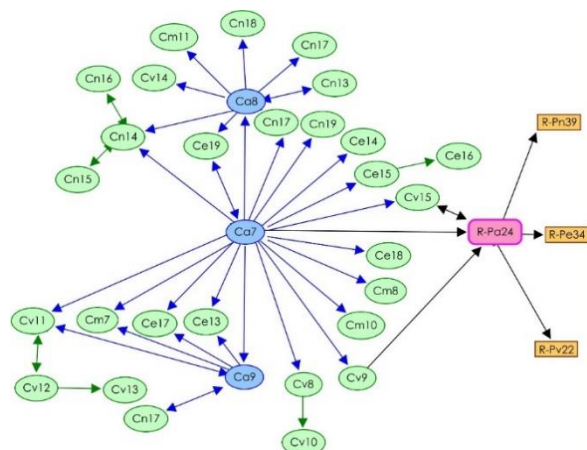 Cn18
Cm11
Cn17
Cv14
Cn13
Cn16
Ca8
Cn14
Cn17
Cn19
Ce19
Ce14
Cn15
Ce15
Ce16
Cv15
R-Pn39
Ca7
R-Pa24
R-Pe34
Ce18
Cm8
Cv11
Cm7
Ce17
Ce13
Cm10
R-Pv22
Ca9
Cv8
Cv9
Cv12
Cv13
Cn17
Cv10